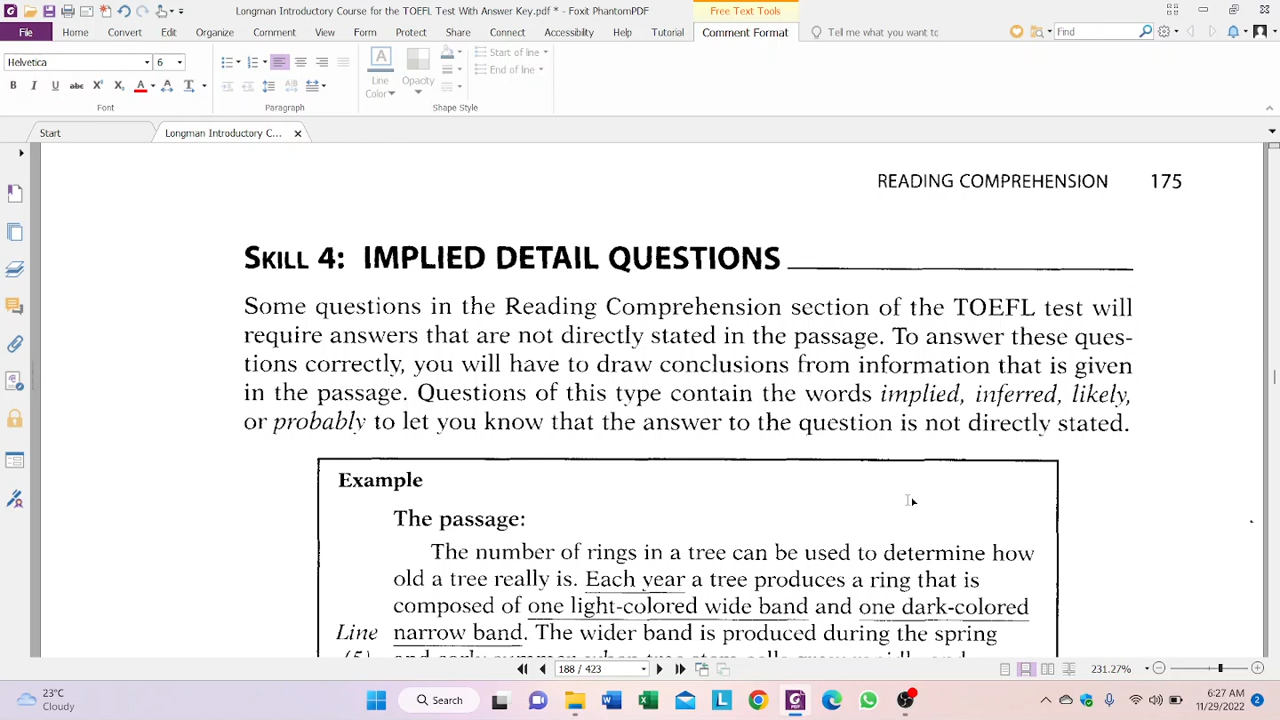 Longman Introductory Course for the TOEFL Test With Answer Key.pdf * - Foxit PhantomPDF
Free Text Tools
File Home Convert Edit Organize Comment View Form Protect Share Connect Accessibility Help Tutorial Comment Format Tell me what you want Find
Helvetica 6
Line Color
Opacity
Start of line
End of line
Font Paragraph Shape Style
Start Longman Introductory C...
READING COMPREHENSION 175
SKILL 4: IMPLIED DETAIL QUESTIONS
Some questions in the Reading Comprehension section of the TOEFL test will
require answers that are not directly stated in the passage. To answer these ques-
tions correctly, you will have to draw conclusions from information that is given
in the passage. Questions of this type contain the words implied, inferred, likely,
or probably to let you know that the answer to the question is not directly stated.
Example
The passage:
The number of rings in a tree can be used to determine how
old a tree really is. Each year a tree produces a ring that is
composed of one light-colored wide band and one dark-colored
Line narrow band. The wider band is produced during the spring
188 / 423 231.27%
23°C
Cloudy
Search
6:27 AM
11/29/2022
2